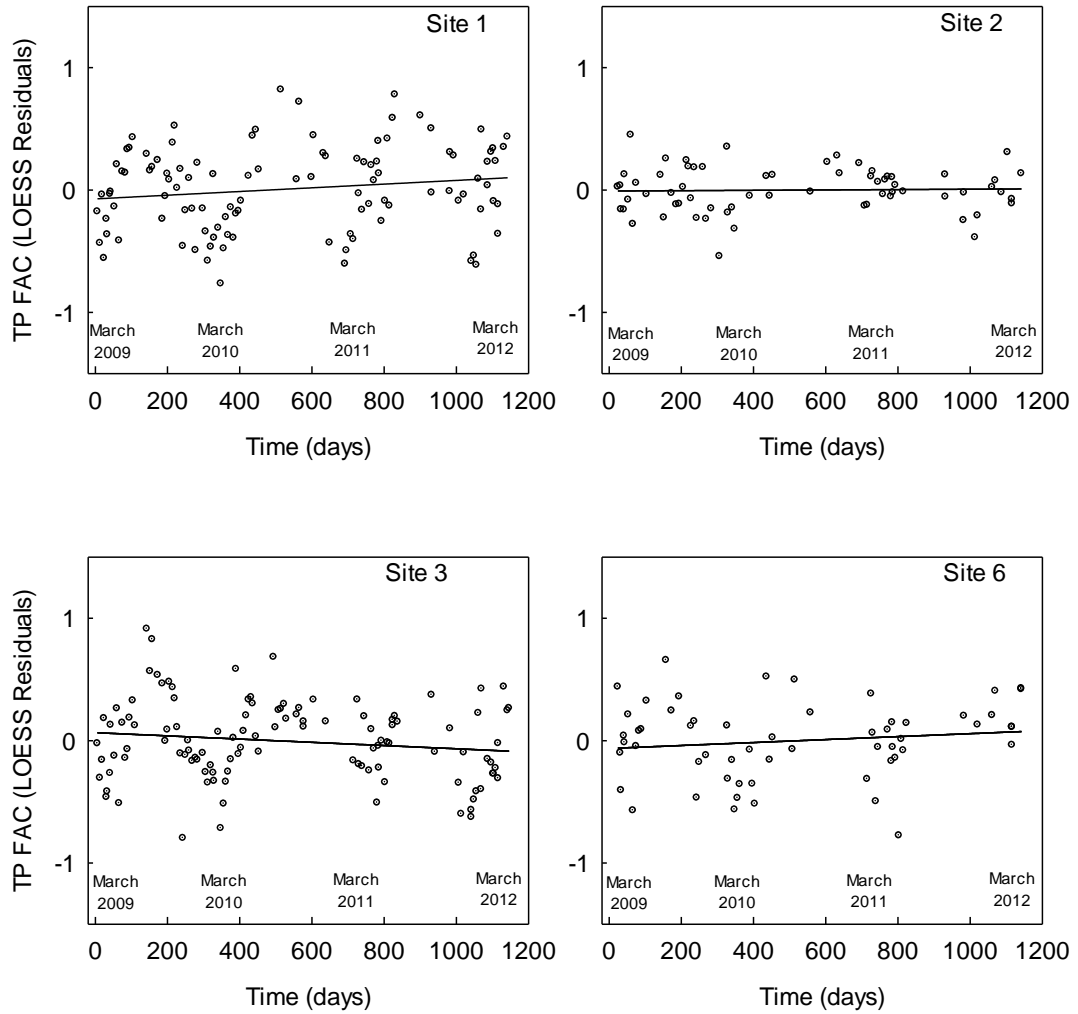 Site 1
TP FAC (LOESS Residuals)
1
0
-1
March
2009
March
2010
March
2011
March
2012
0 200 400 600 800 1000 1200
Time (days)
Site 2
1
0
-1
March
2009
March
2010
March
2011
March
2012
0 200 400 600 800 1000 1200
Time (days)
Site 3
TP FAC (LOESS Residuals)
1
0
-1
March
2009
March
2010
March
2011
March
2012
0 200 400 600 800 1000 1200
Time (days)
Site 6
1
0
-1
March
2009
March
2010
March
2011
March
2012
0 200 400 600 800 1000 1200
Time (days)